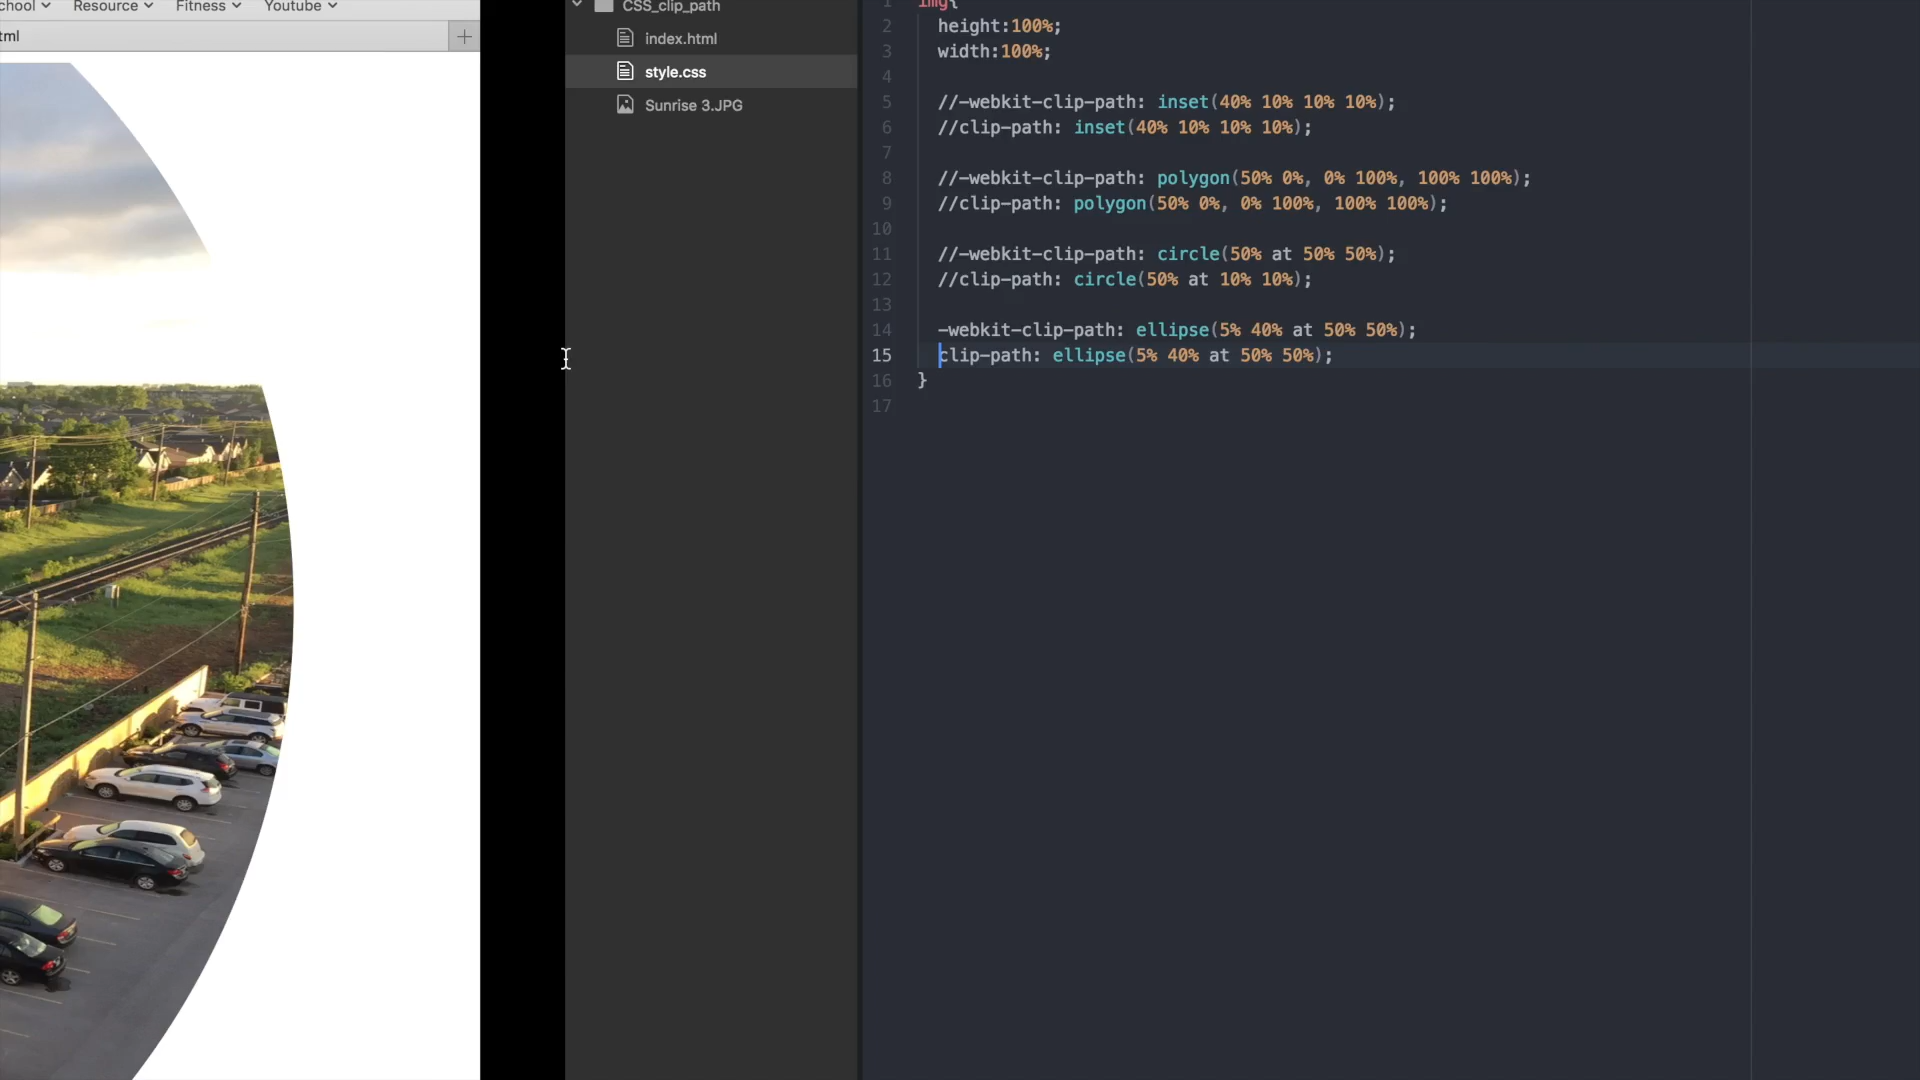 chool Resource Fitness Youtube
tml
CSS_clip_path
index.html
style.css
Sunrise 3.JPG
1 img{
2 height:100%;
3 width:100%;
4
5 //-webkit-clip-path: inset(40% 10% 10% 10%);
6 //clip-path: inset(40% 10% 10% 10%);
7
8 //-webkit-clip-path: polygon(50% 0%, 0% 100%, 100% 100%);
9 //clip-path: polygon(50% 0%, 0% 100%, 100% 100%);
10
11 //-webkit-clip-path: circle(50% at 50% 50%);
12 //clip-path: circle(50% at 10% 10%);
13
14 -webkit-clip-path: ellipse(5% 40% at 50% 50%);
15 clip-path: ellipse(5% 40% at 50% 50%);
16 }
17